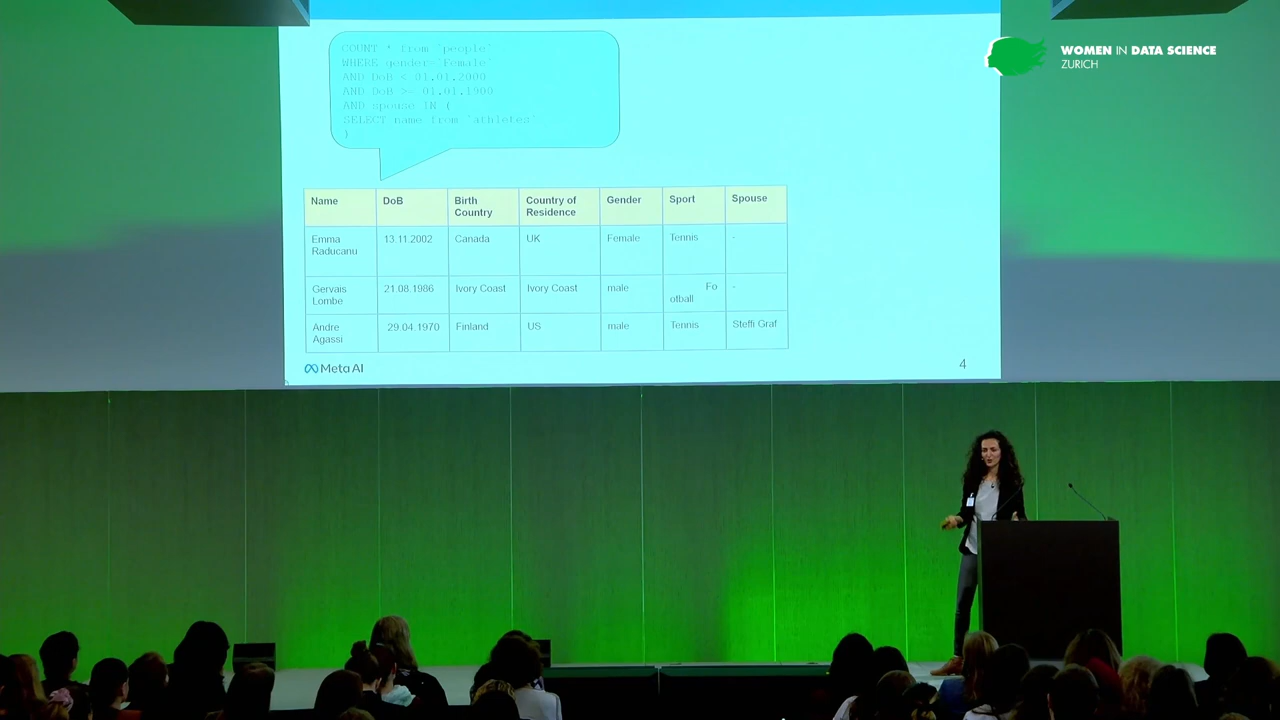 WOMEN IN DATA SCIENCE
ZURICH
COUNT * from `people`
WHERE gender=`Female`
AND DoB < 01.01.2000
AND DoB >= 01.01.1900
AND spouse IN (
SELECT name from `athletes`
)
Name DoB Birth Country Country of Residence Gender Sport Spouse
Emma Raducanu 13.11.2002 Canada UK Female Tennis -
Gervais Lombe 21.08.1986 Ivory Coast Ivory Coast male Fo otball -
Andre Agassi 29.04.1970 Finland US male Tennis Steffi Graf
Meta AI
4